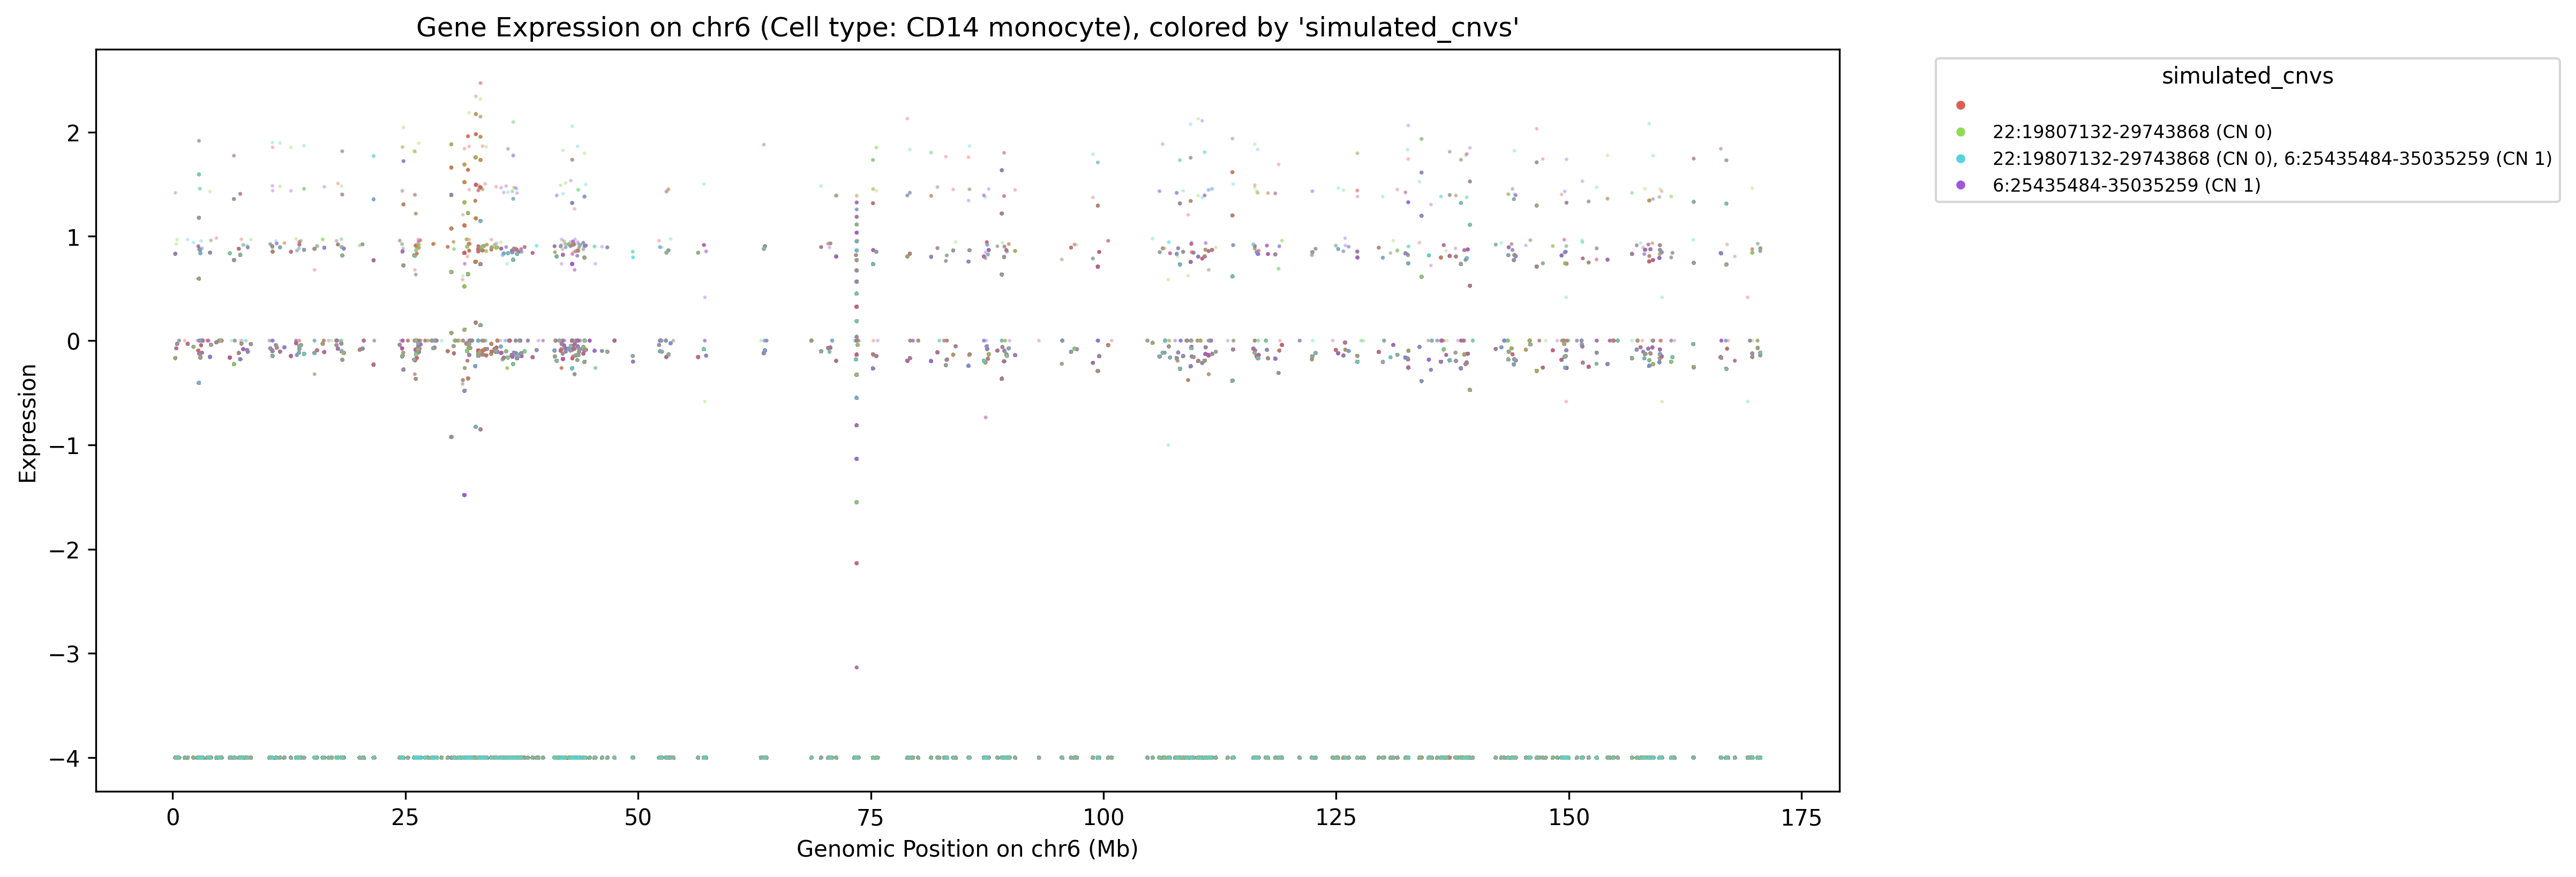 Gene Expression on chr6 (Cell type: CD14 monocyte), colored by 'simulated_cnvs'
simulated_cnvs
22:19807132-29743868 (CN 0)
22:19807132-29743868 (CN 0), 6:25435484-35035259 (CN 1)
6:25435484-35035259 (CN 1)
Expression
2
1
0
−1
−2
−3
−4
0 25 50 75 100 125 150 175
Genomic Position on chr6 (Mb)